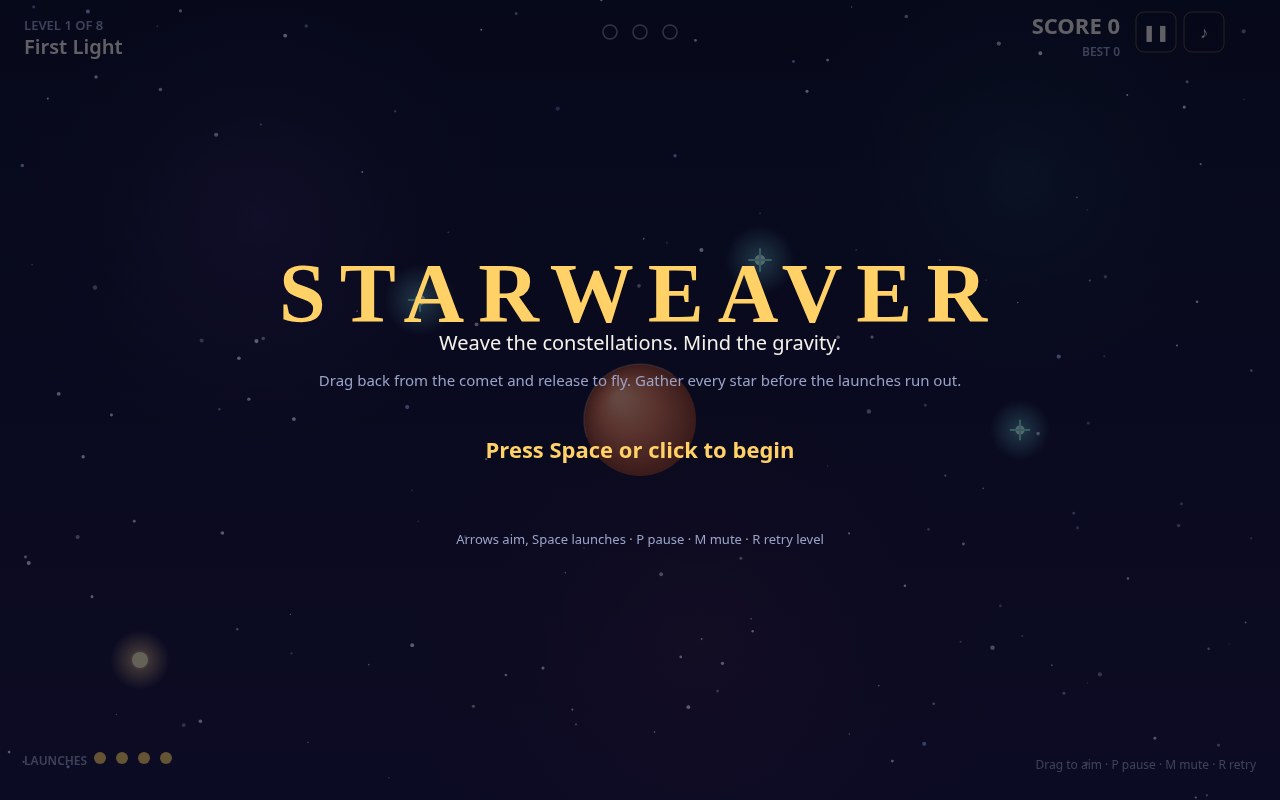 LEVEL 1 OF 8
First Light
SCORE 0
BEST 0
STARWEAVER
Weave the constellations. Mind the gravity.
Drag back from the comet and release to fly. Gather every star before the launches run out.
Press Space or click to begin
Arrows aim, Space launches · P pause · M mute · R retry level
LAUNCHES
Drag to aim · P pause · M mute · R retry